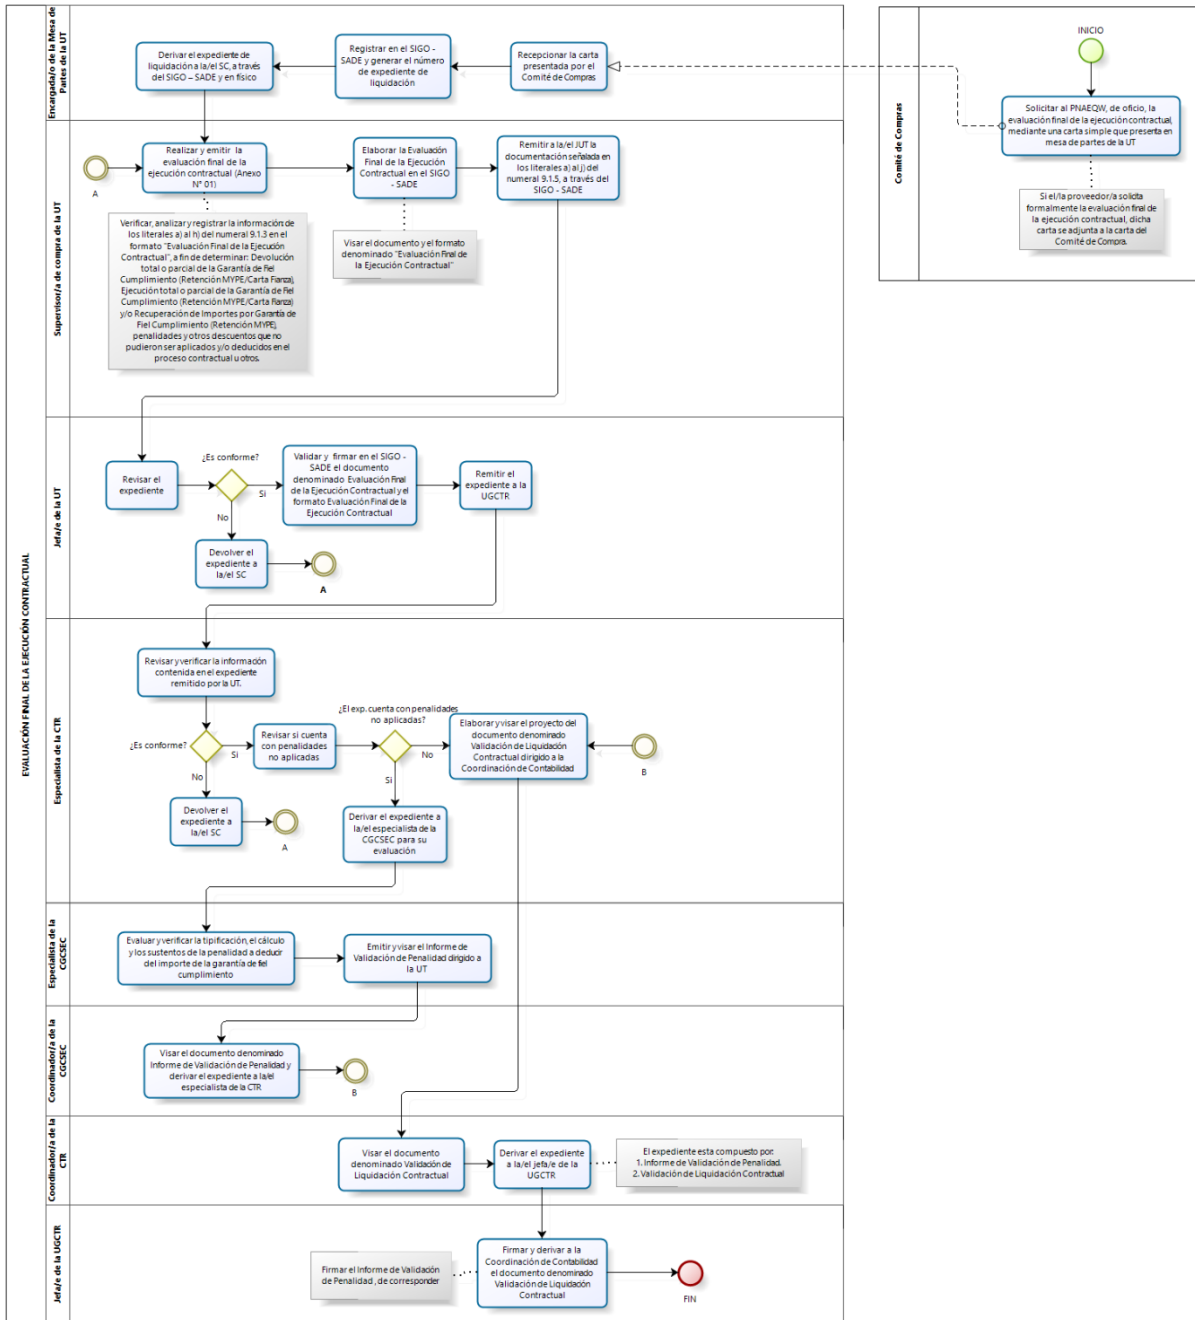 EVALUACIÓN FINAL DE LA EJECUCIÓN CONTRACTUAL
Encargada/o de la Mesa de
Partes de la UT
Derivar el expediente de
liquidación a la/el SC, a través
del SIGO – SADE y en físico
Registrar en el SIGO -
SADE y generar el número
de expediente de
liquidación
Recepcionar la carta
presentada por el
Comité de Compras
Comité de Compras
INICIO
Solicitar al PNAEQW, de oficio, la
evaluación final de la ejecución contractual,
mediante una carta simple que presenta en
mesa de partes de la UT
Si el/la proveedor/a solicita
formalmente la evaluación final de
la ejecución contractual, dicha
carta se adjunta a la carta del
Comité de Compra.
Supervisor/a de compra de la UT
A
Realizar y emitir la
evaluación final de la
ejecución contractual (Anexo
N° 01)
Elaborar la Evaluación
Final de la Ejecución
Contractual en el SIGO
- SADE
Remitir a la/el JUT la
documentación señalada en
los literales a) al j) del
numeral 9.1.5, a través del
SIGO - SADE
Verificar, analizar y registrar la información de
los literales a) al h) del numeral 9.1.3 en el
formato "Evaluación Final de la Ejecución
Contractual", a fin de determinar: Devolución
total o parcial de la Garantía de Fiel
Cumplimiento (Retención MYPE/Carta Fianza),
Ejecución total o parcial de la Garantía de Fiel
Cumplimiento (Retención MYPE/Carta Fianza)
y/o Recuperación de Importes por Garantía de
Fiel Cumplimiento (Retención MYPE),
penalidades y otros descuentos que no
pudieron ser aplicados y/o deducidos en el
proceso contractual u otros.
Visar el documento y el formato
denominado "Evaluación Final de
la Ejecución Contractual"
Jefa/e de la UT
Revisar el
expediente
¿Es conforme?
Si
No
Validar y firmar en el SIGO -
SADE el documento
denominado Evaluación Final
de la Ejecución Contractual y el
formato Evaluación Final de la
Ejecución Contractual
Remitir el
expediente a la
UGCTR
Devolver el
expediente a
la/el SC
A
Especialista de la CTR
Revisar y verificar la información
contenida en el expediente
remitido por la UT.
¿Es conforme?
Si
No
Revisar si cuenta
con penalidades
no aplicadas
¿El exp. cuenta con penalidades
no aplicadas?
No
Si
Elaborar y visar el proyecto del
documento denominado
Validación de Liquidación
Contractual dirigido a la
Coordinación de Contabilidad
B
Devolver el
expediente a
la/el SC
A
Derivar el expediente a
la/el especialista de la
CGCSEC para su
evaluación
Especialista de la
CGCSEC
Evaluar y verificar la tipificación, el cálculo
y los sustentos de la penalidad a deducir
del importe de la garantía de fiel
cumplimiento
Emitir y visar el Informe de
Validación de Penalidad dirigido a
la UT
Coordinador/a de la
CGCSEC
Visar el documento denominado
Informe de Validación de Penalidad y
derivar el expediente a la/el
especialista de la CTR
B
Coordinador/a de la
CTR
Visar el documento
denominado Validación de
Liquidación Contractual
Derivar el expediente
a la/el jefa/e de la
UGCTR
El expediente esta compuesto por:
1. Informe de Validación de Penalidad.
2. Validación de Liquidación Contractual
Jefa/e de la UGCTR
Firmar el Informe de Validación
de Penalidad , de corresponder
Firmar y derivar a la
Coordinación de Contabilidad
el documento denominado
Validación de Liquidación
Contractual
FIN